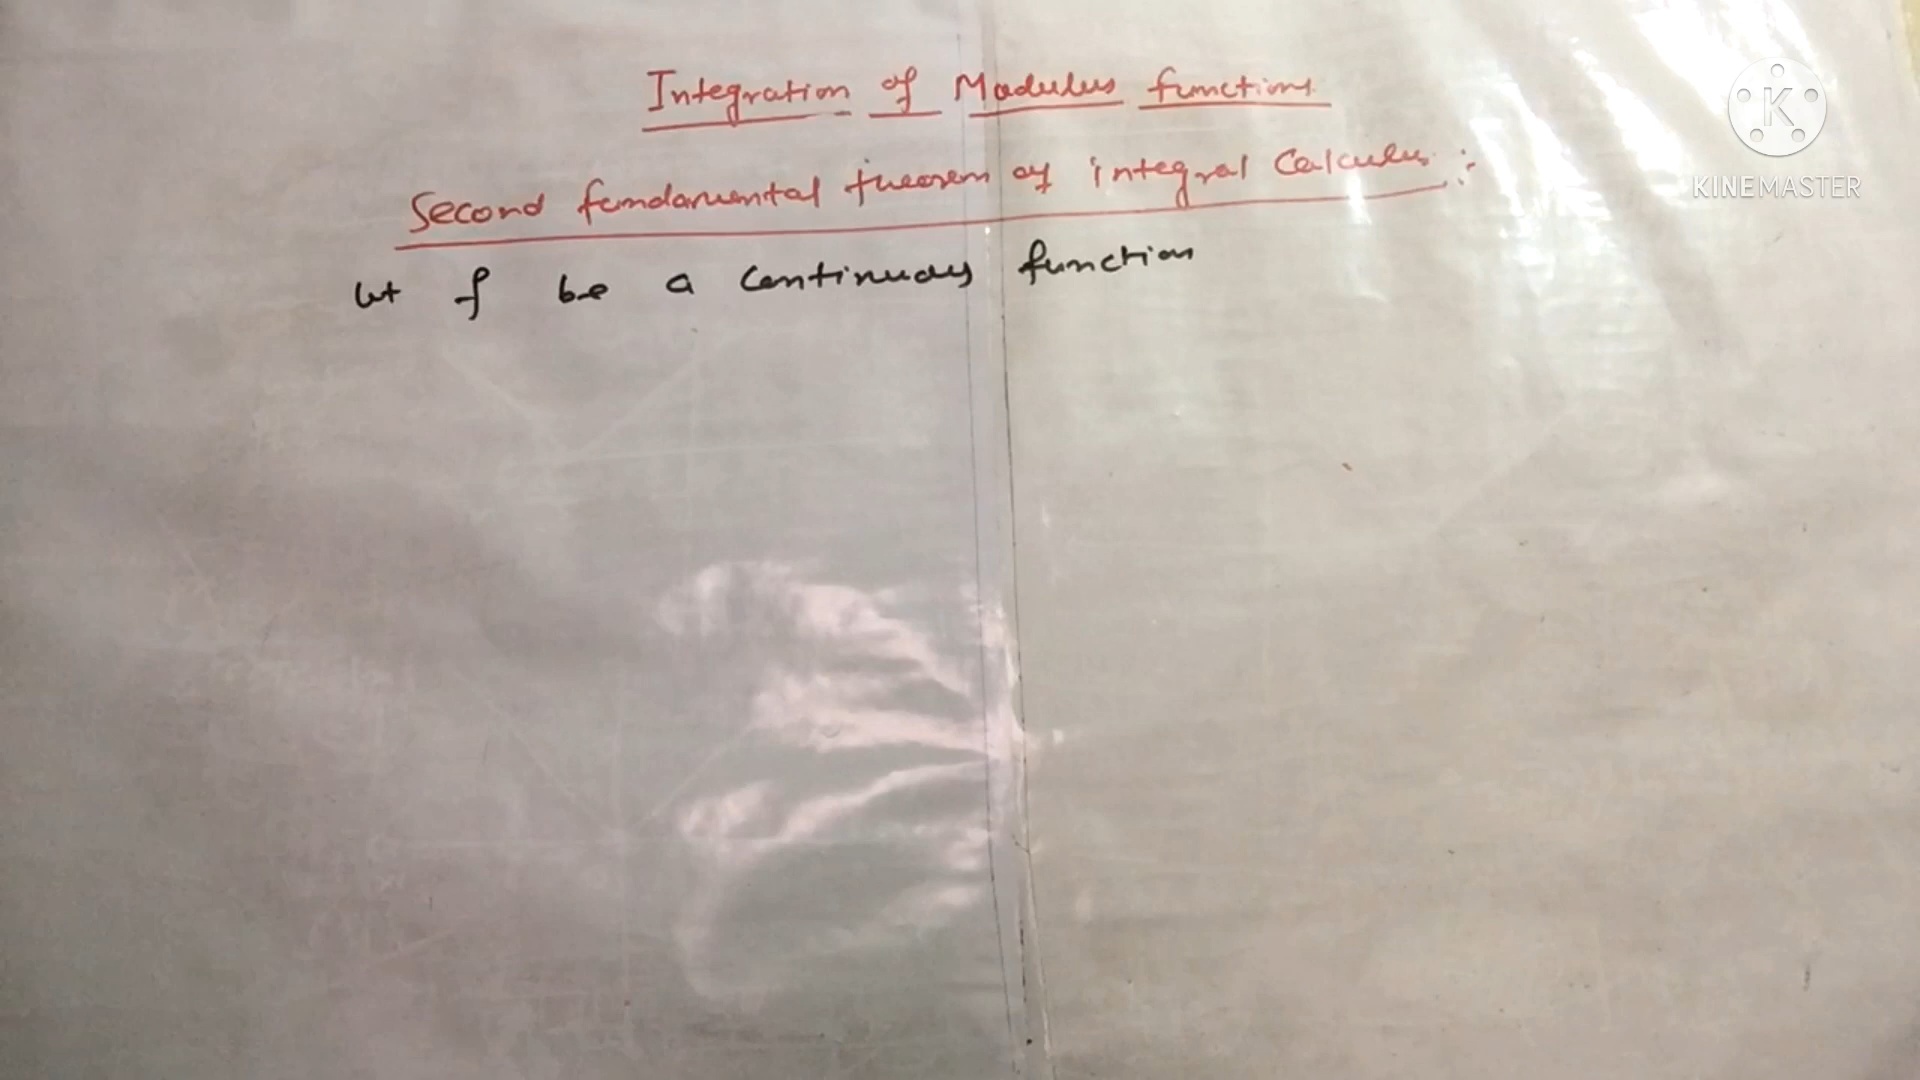 Integration of Modulus functions.
Second fundamental theorem of integral Calculus :-
Let f be a Continuous function
K
KINEMASTER